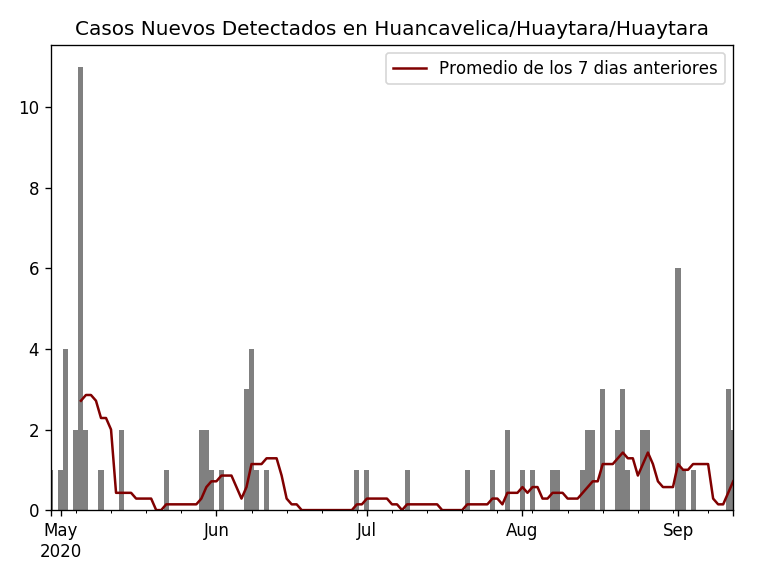 Casos Nuevos Detectados en Huancavelica/Huaytara/Huaytara
Promedio de los 7 dias anteriores
10
8
6
4
2
0
May Jun Jul Aug Sep
2020